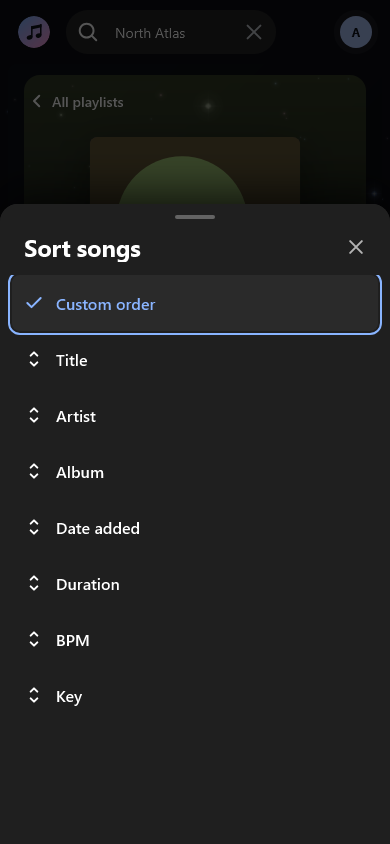 North Atlas
A
All playlists
Sort songs
Custom order
Title
Artist
Album
Date added
Duration
BPM
Key